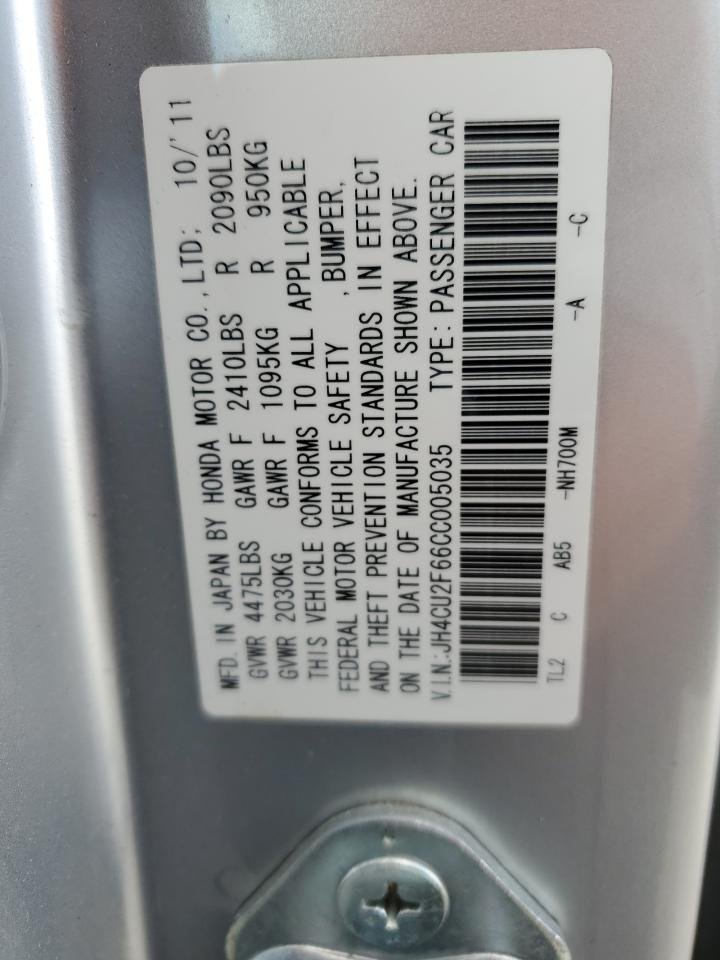 MFD. IN JAPAN BY HONDA MOTOR CO., LTD; 10/'11
GVWR 4475LBS GAWR F 2410LBS R 2090LBS
GVWR 2030KG GAWR F 1095KG R 950KG
THIS VEHICLE CONFORMS TO ALL APPLICABLE
FEDERAL MOTOR VEHICLE SAFETY ,BUMPER,
AND THEFT PREVENTION STANDARDS IN EFFECT
ON THE DATE OF MANUFACTURE SHOWN ABOVE.
V.I.N.:JH4CU2F66CC005035 TYPE: PASSENGER CAR
TL2 C AB5 -NH700M -A -C